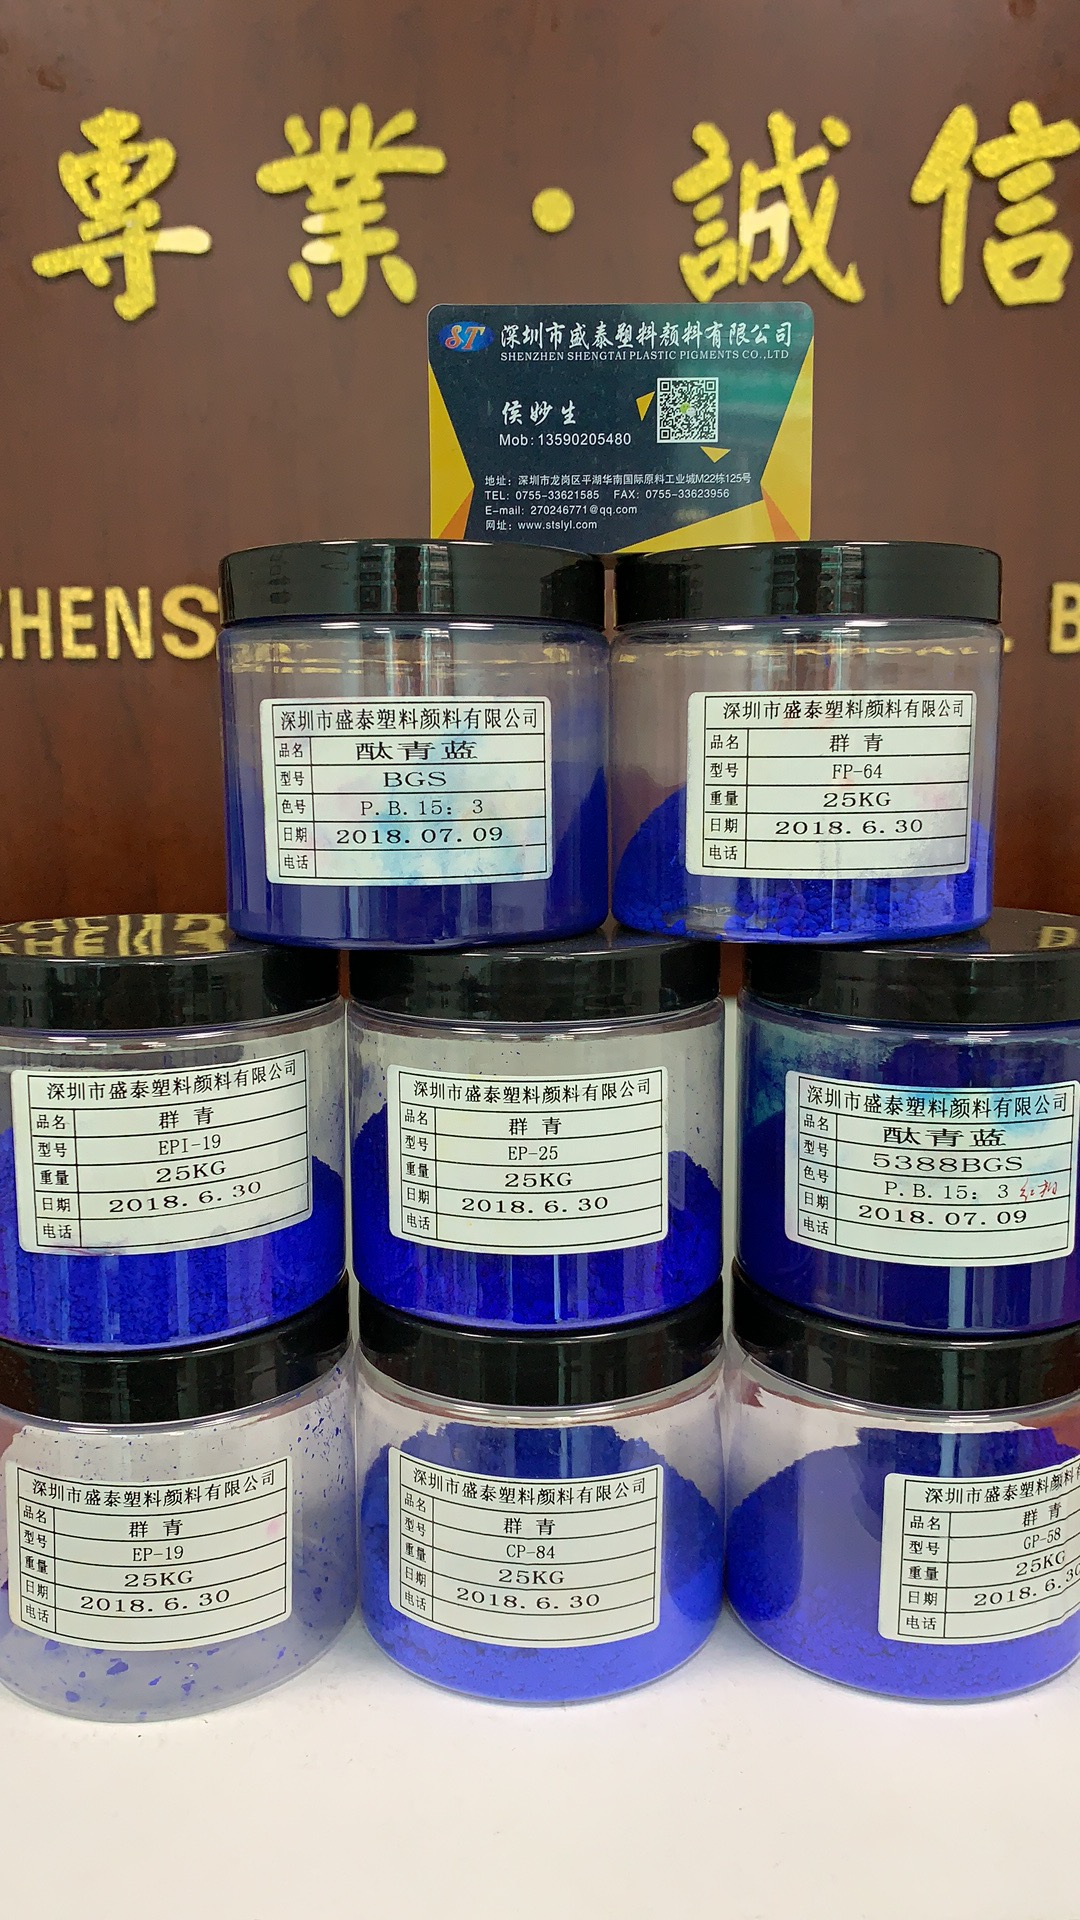 專業·誠信
ST 深圳市盛泰塑料颜料有限公司
SHENZHEN SHENGTAI PLASTIC PIGMENTS CO.,LTD
侯妙生
Mob: 13590205480
地址：深圳市龙岗区平湖华南国际原料工业城M22栋125号
TEL: 0755-33621585 FAX: 0755-33623956
E-mail: 270246771@qq.com
网址：www.stslyl.com
ZHENS
B
深圳市盛泰塑料颜料有限公司
品名 酞青蓝
型号 BGS
色号 P.B.15: 3
日期 2018.07.09
电话
深圳市盛泰塑料颜料有限公司
品名 群青
型号 FP-64
重量 25KG
日期 2018.6.30
电话
深圳市盛泰塑料颜料有限公司
品名 群青
型号 EPI-19
重量 25KG
日期 2018.6.30
电话
深圳市盛泰塑料颜料有限公司
品名 群青
型号 EP-25
重量 25KG
日期 2018.6.30
电话
深圳市盛泰塑料颜料有限公司
品名 酞青蓝
型号 5388BGS
色号 P.B.15: 3
日期 2018.07.09
电话
深圳市盛泰塑料颜料有限公司
品名 群青
型号 EP-19
重量 25KG
日期 2018.6.30
电话
深圳市盛泰塑料颜料有限公司
品名 群青
型号 CP-84
重量 25KG
日期 2018.6.30
电话
深圳市盛泰塑料颜料
品名 群青
型号 GP-58
重量 25KG
日期 2018.6.30
电话